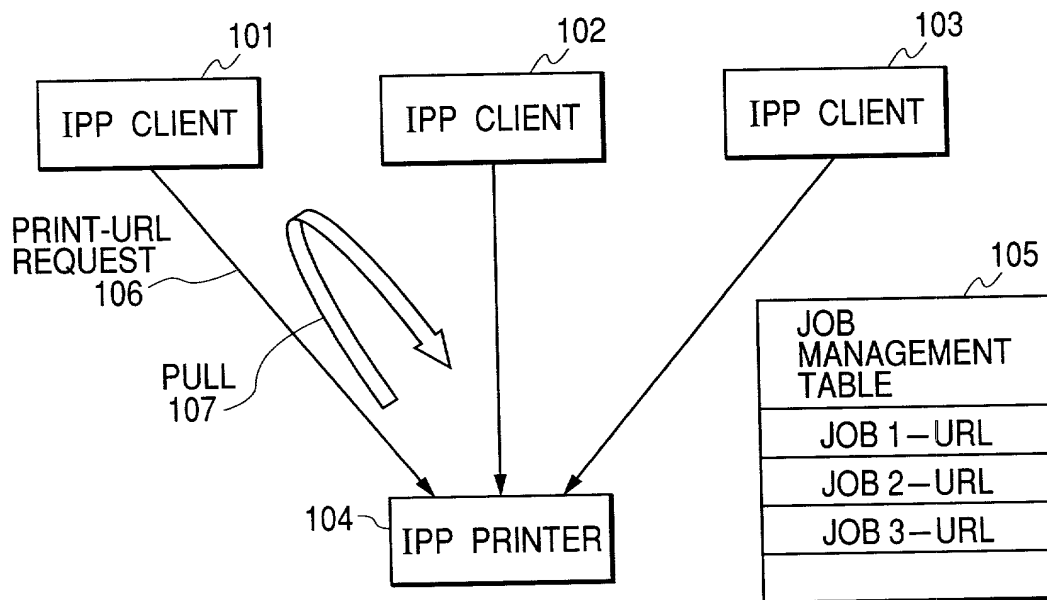 101
102
103
IPP CLIENT
IPP CLIENT
IPP CLIENT
PRINT-URL
REQUEST
106
PULL
107
104
IPP PRINTER
105
JOB
MANAGEMENT
TABLE
JOB 1-URL
JOB 2-URL
JOB 3-URL